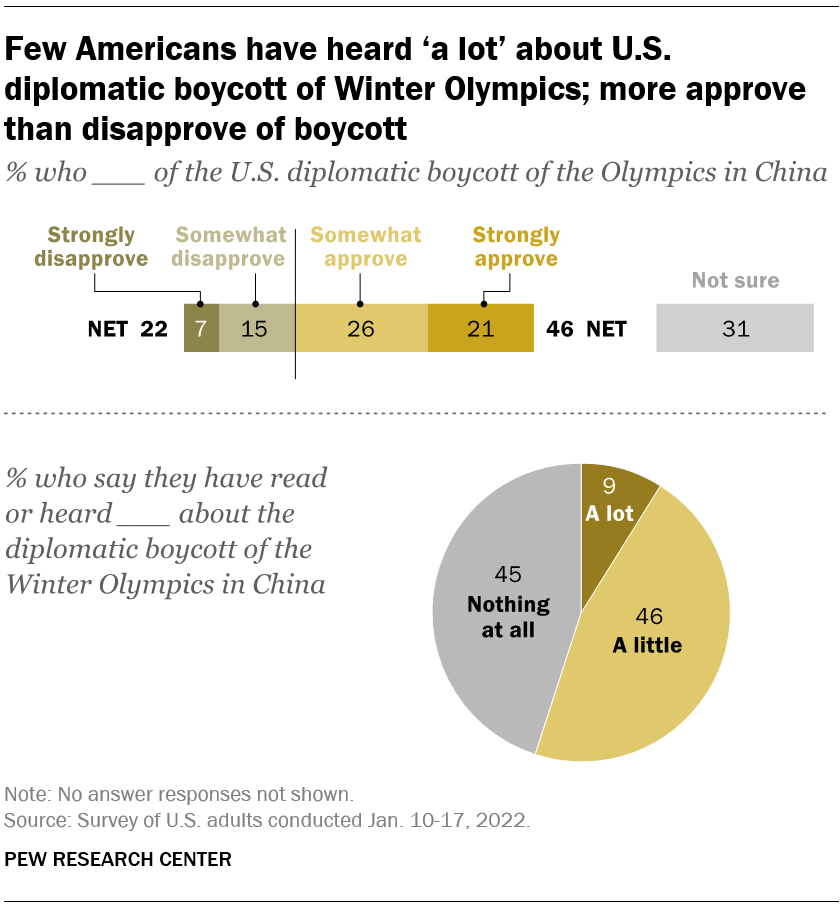 Few Americans have heard ‘a lot’ about U.S.
diplomatic boycott of Winter Olympics; more approve
than disapprove of boycott
% who ___ of the U.S. diplomatic boycott of the Olympics in China
Strongly
disapprove
Somewhat
disapprove
Somewhat
approve
Strongly
approve
Not sure
NET 22 7 15 26 21 46 NET 31
% who say they have read
or heard ___ about the
diplomatic boycott of the
Winter Olympics in China
9
A lot
45
Nothing
at all
46
A little
Note: No answer responses not shown.
Source: Survey of U.S. adults conducted Jan. 10-17, 2022.
PEW RESEARCH CENTER